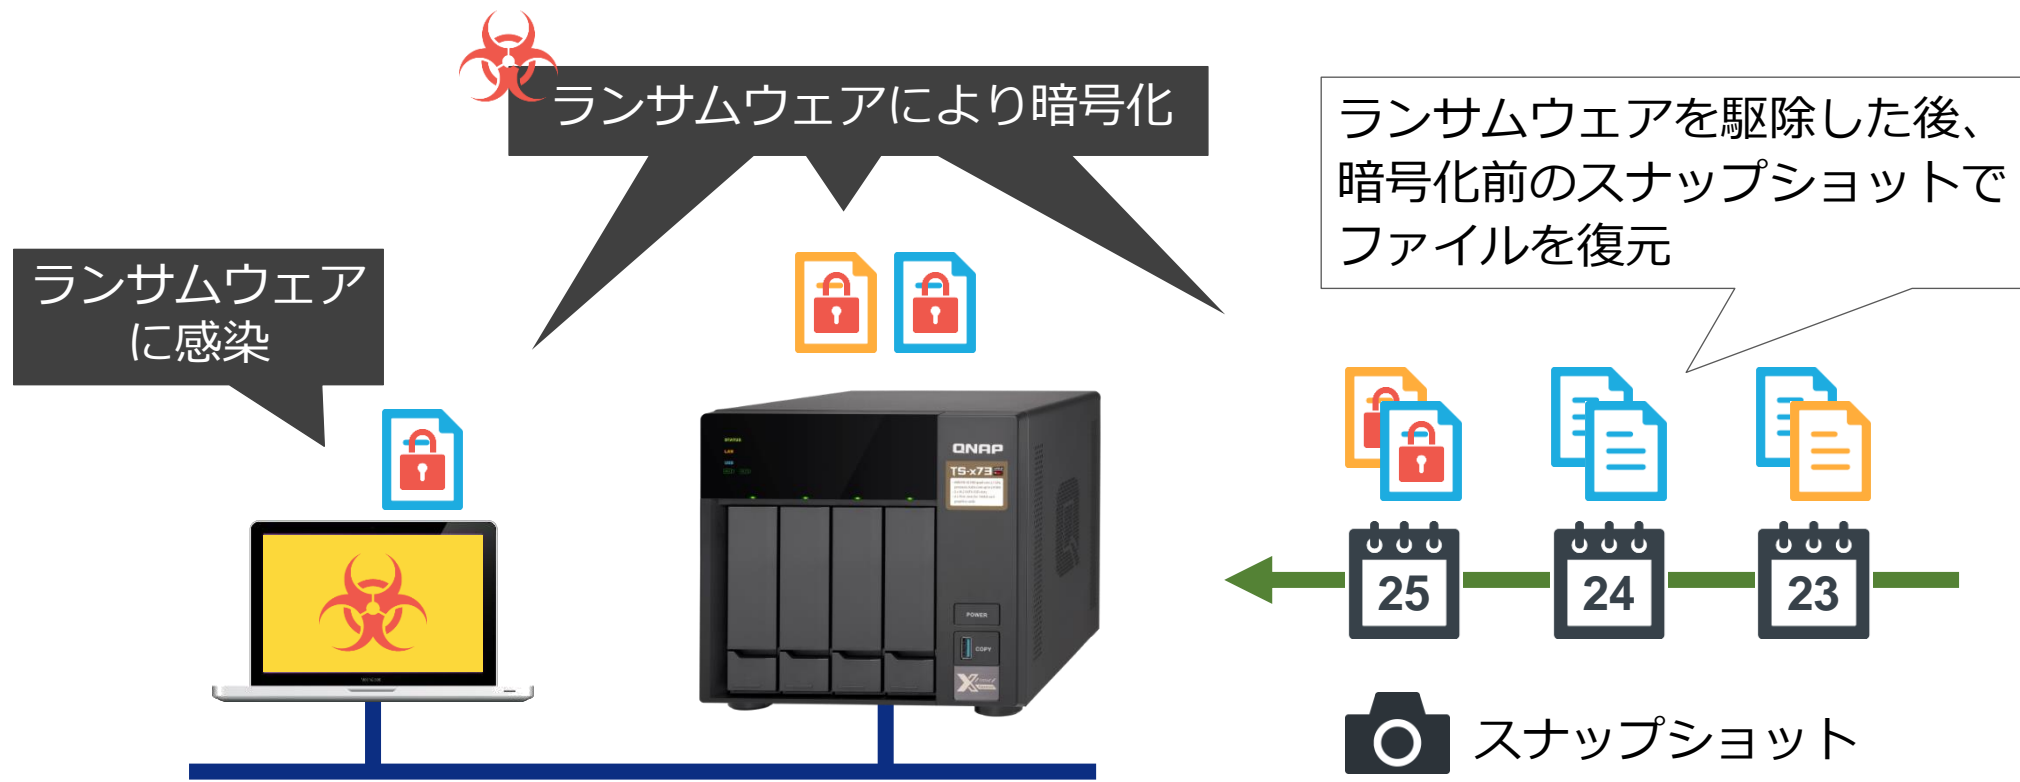 ランサムウェアにより暗号化
ランサムウェアを駆除した後、
暗号化前のスナップショットで
ファイルを復元
ランサムウェア
に感染
STATUS
LAN
USB
QNAP
TS-x73
POWER
COPY
25
24
23
スナップショット